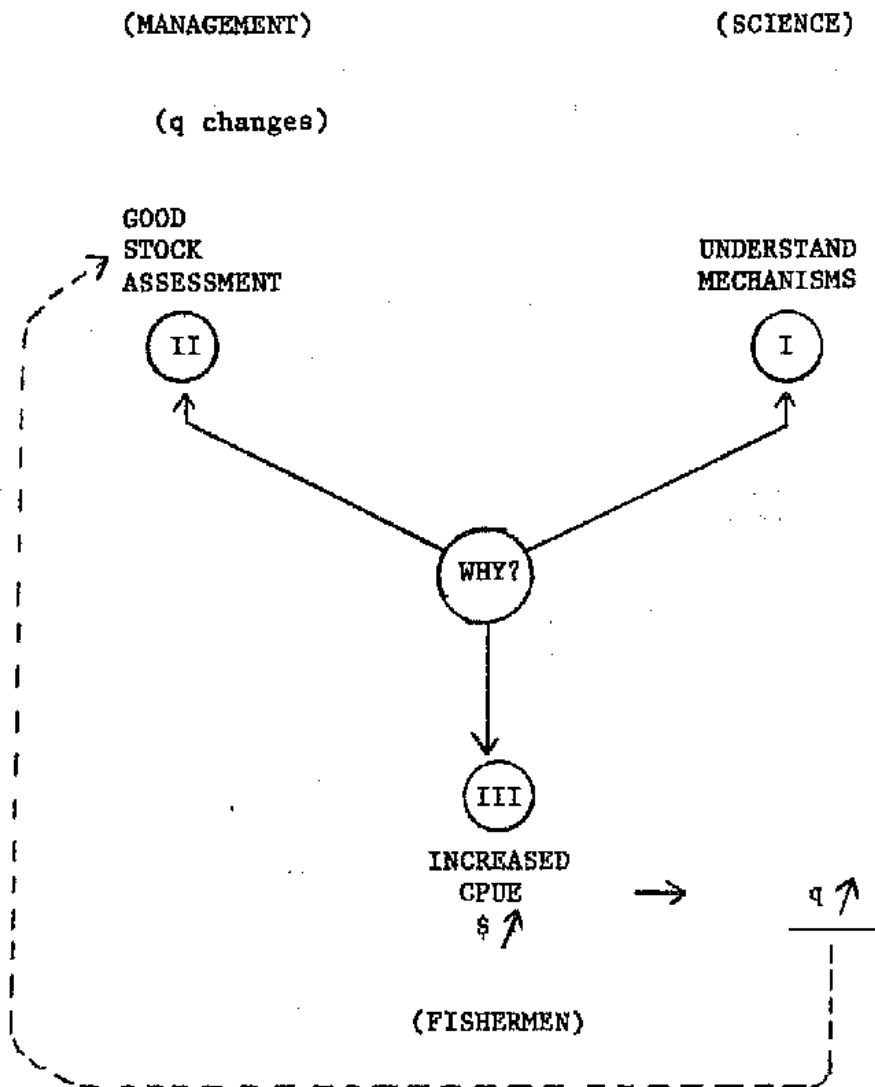 (MANAGEMENT)
(SCIENCE)
(q changes)
GOOD
STOCK
ASSESSMENT
UNDERSTAND
MECHANISMS
II
I
WHY?
III
INCREASED
CPUE
$ ↗
→
q ↗
(FISHERMEN)